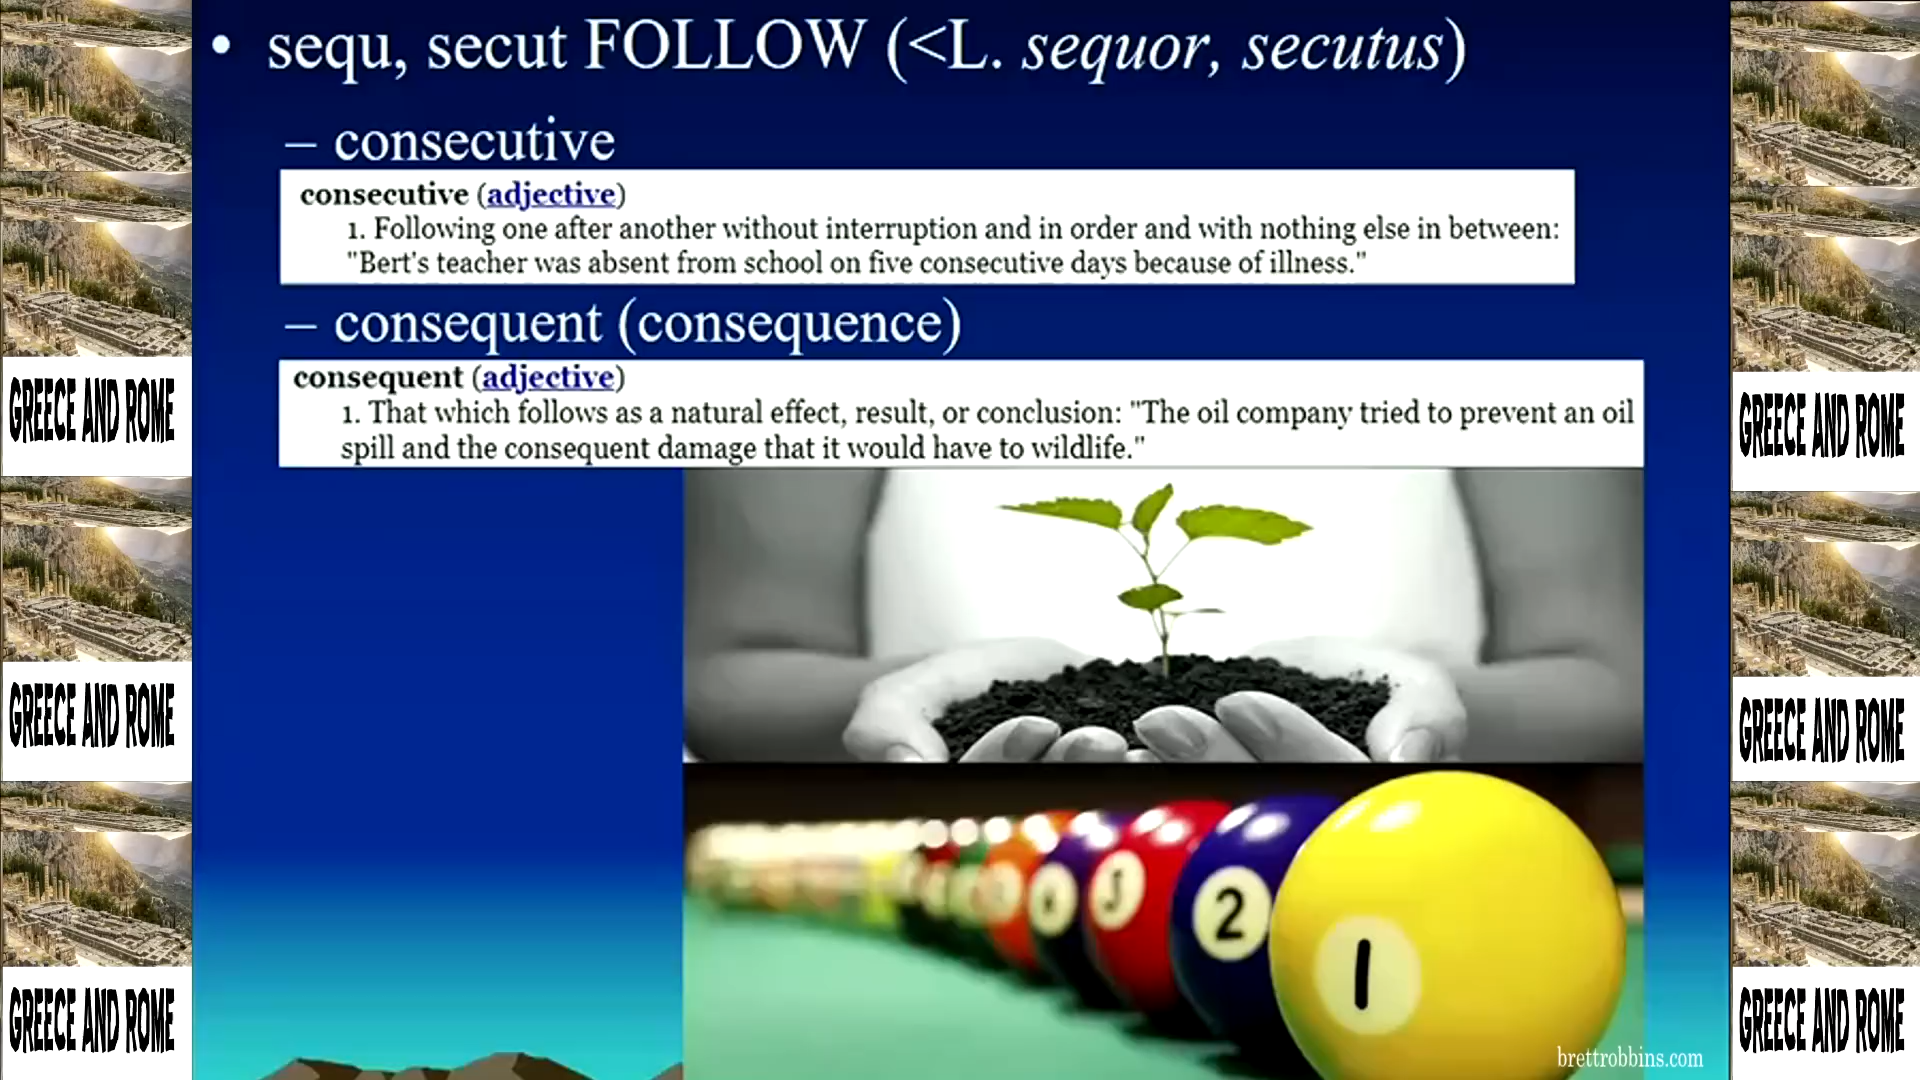 • sequ, secut FOLLOW (<L. sequor, secutus)
– consecutive
consecutive (adjective)
1. Following one after another without interruption and in order and with nothing else in between:
"Bert's teacher was absent from school on five consecutive days because of illness."
– consequent (consequence)
consequent (adjective)
1. That which follows as a natural effect, result, or conclusion: "The oil company tried to prevent an oil
spill and the consequent damage that it would have to wildlife."
GREECE AND ROME
GREECE AND ROME
GREECE AND ROME
GREECE AND ROME
GREECE AND ROME
GREECE AND ROME
2
1
brettrobbins.com